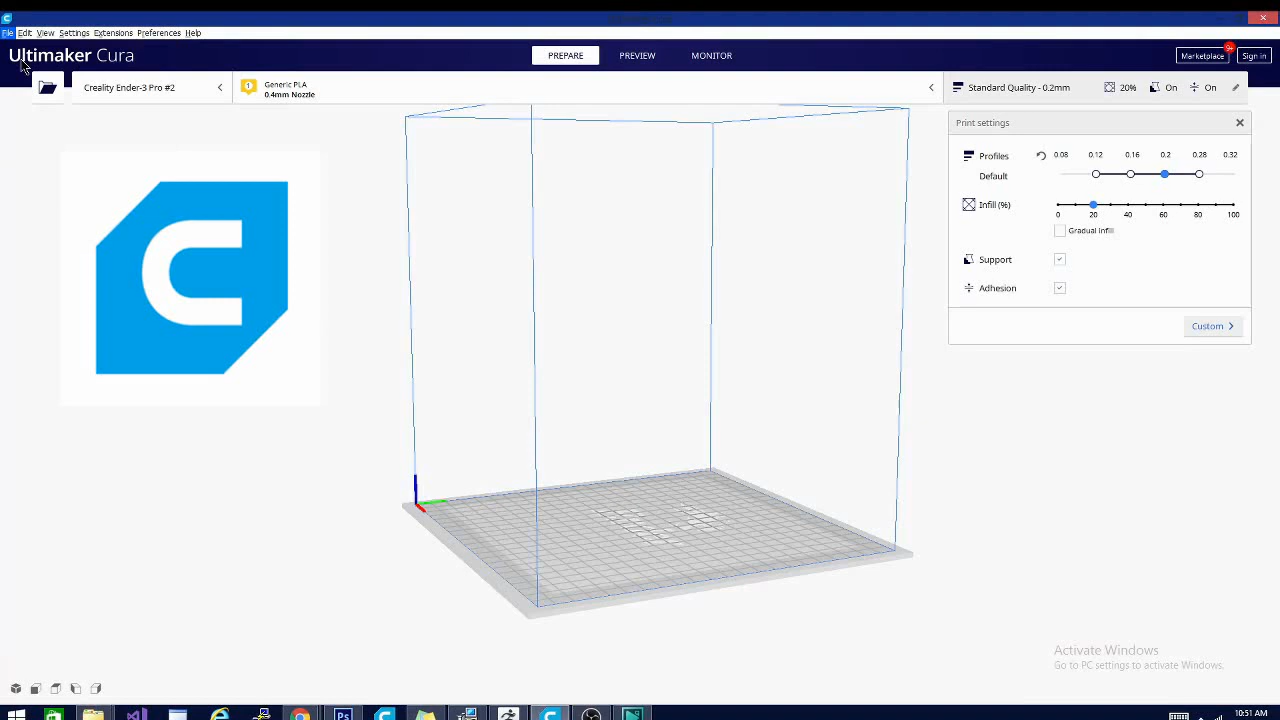 File Edit View Settings Extensions Preferences Help
Ultimaker Cura
PREPARE
PREVIEW
MONITOR
Marketplace
9+
Sign in
Creality Ender-3 Pro #2
1
Generic PLA
0.4mm Nozzle
Standard Quality - 0.2mm
20%
On
On
Print settings
Profiles
0.08 0.12 0.16 0.2 0.28 0.32
Default
Infill (%)
0 20 40 60 80 100
Gradual infill
Support
Adhesion
Custom
Activate Windows
Go to PC settings to activate Windows.
10:51 AM